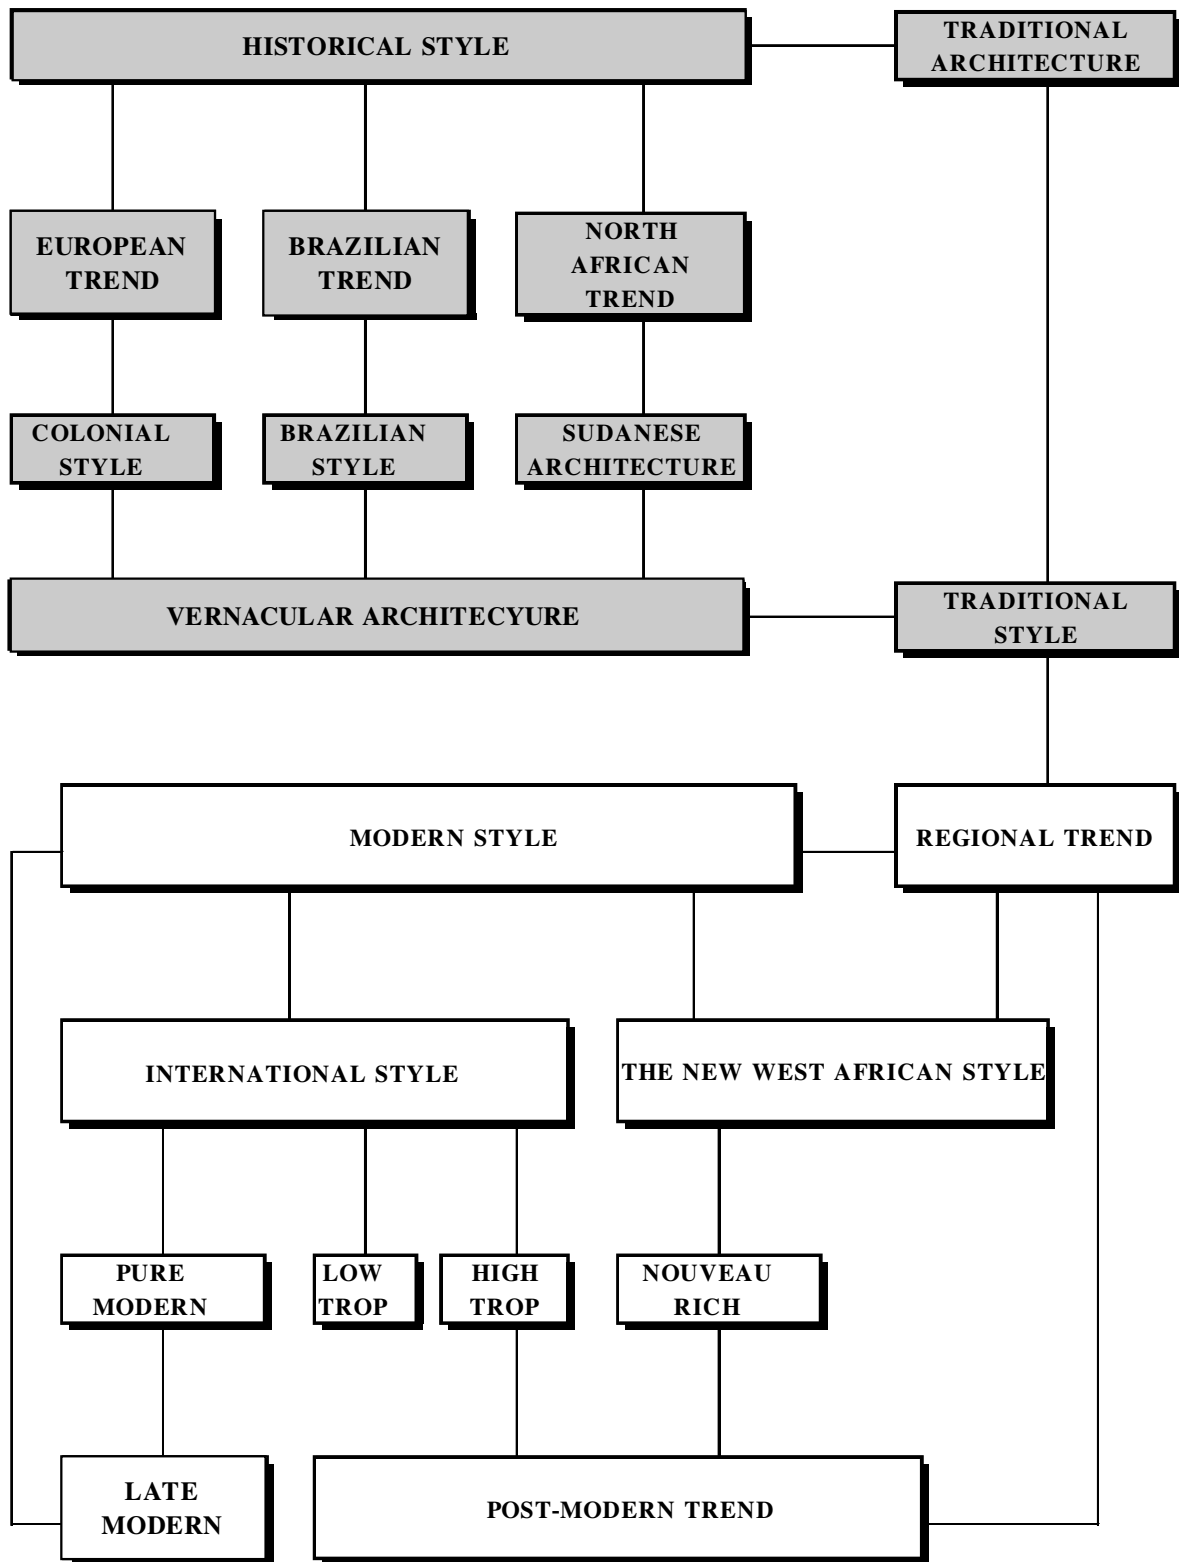 HISTORICAL STYLE
TRADITIONAL
ARCHITECTURE
EUROPEAN
TREND
BRAZILIAN
TREND
NORTH
AFRICAN
TREND
COLONIAL
STYLE
BRAZILIAN
STYLE
SUDANESE
ARCHITECTURE
VERNACULAR ARCHITECYURE
TRADITIONAL
STYLE
MODERN STYLE
REGIONAL TREND
INTERNATIONAL STYLE
THE NEW WEST AFRICAN STYLE
PURE
MODERN
LOW
TROP
HIGH
TROP
NOUVEAU
RICH
LATE
MODERN
POST-MODERN TREND